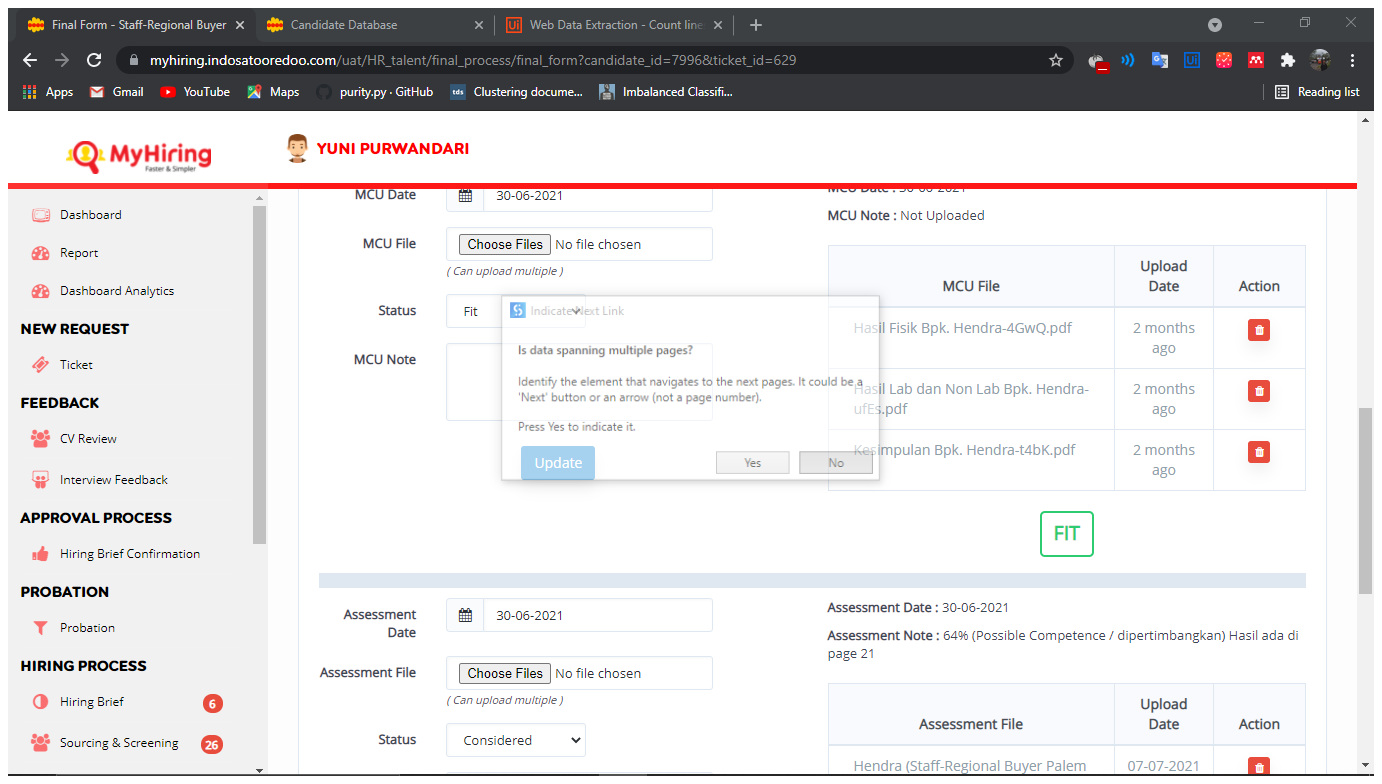 Final Form - Staff-Regional Buyer
Candidate Database
Web Data Extraction - Count line
myhiring.indosatooredoo.com/uat/HR_talent/final_process/final_form?candidate_id=7996&ticket_id=629
Apps
Gmail
YouTube
Maps
purity.py · GitHub
tds
Clustering docume...
Imbalanced Classifi...
Reading list
MyHiring
Faster & Simpler
YUNI PURWANDARI
Dashboard
Report
Dashboard Analytics
NEW REQUEST
Ticket
FEEDBACK
CV Review
Interview Feedback
APPROVAL PROCESS
Hiring Brief Confirmation
PROBATION
Probation
HIRING PROCESS
Hiring Brief 6
Sourcing & Screening 26
MCU Date 30-06-2021
MCU File Choose Files No file chosen
( Can upload multiple )
Status Fit
MCU Note
Indicate Next Link
Is data spanning multiple pages?
Identify the element that navigates to the next pages. It could be a
'Next' button or an arrow (not a page number).
Press Yes to indicate it.
Update
Yes
No
MCU Date : 30-06-2021
MCU Note : Not Uploaded
MCU File Upload Date Action
Hasil Fisik Bpk. Hendra-4GwQ.pdf 2 months
ago
Hasil Lab dan Non Lab Bpk. Hendra- 2 months
ufEs.pdf ago
Kesimpulan Bpk. Hendra-t4bK.pdf 2 months
ago
FIT
Assessment
Date
30-06-2021
Assessment File Choose Files No file chosen
( Can upload multiple )
Status Considered
Assessment Date : 30-06-2021
Assessment Note : 64% (Possible Competence / dipertimbangkan) Hasil ada di
page 21
Assessment File Upload Date Action
Hendra (Staff-Regional Buyer Palem 07-07-2021